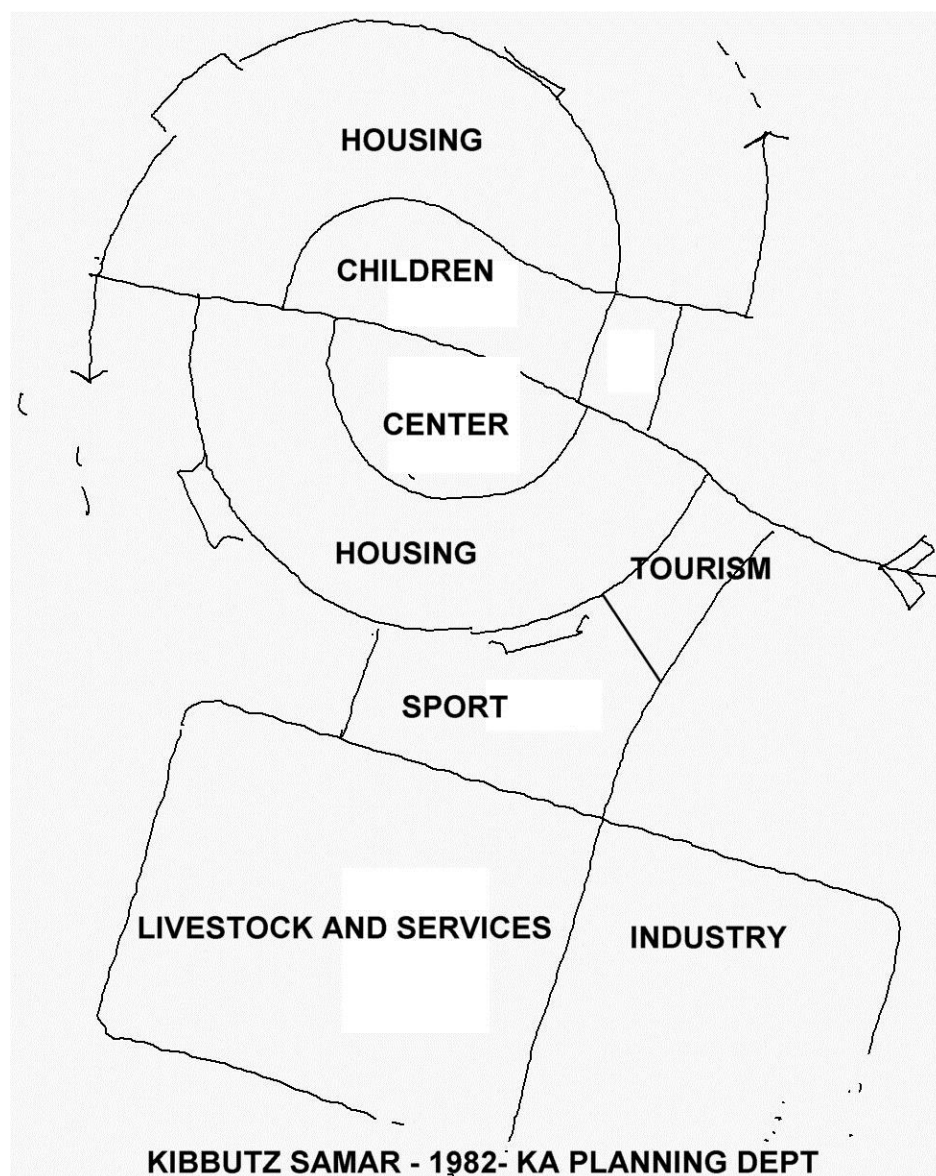 HOUSING
CHILDREN
CENTER
HOUSING
TOURISM
SPORT
LIVESTOCK AND SERVICES
INDUSTRY
KIBBUTZ SAMAR - 1982- KA PLANNING DEPT